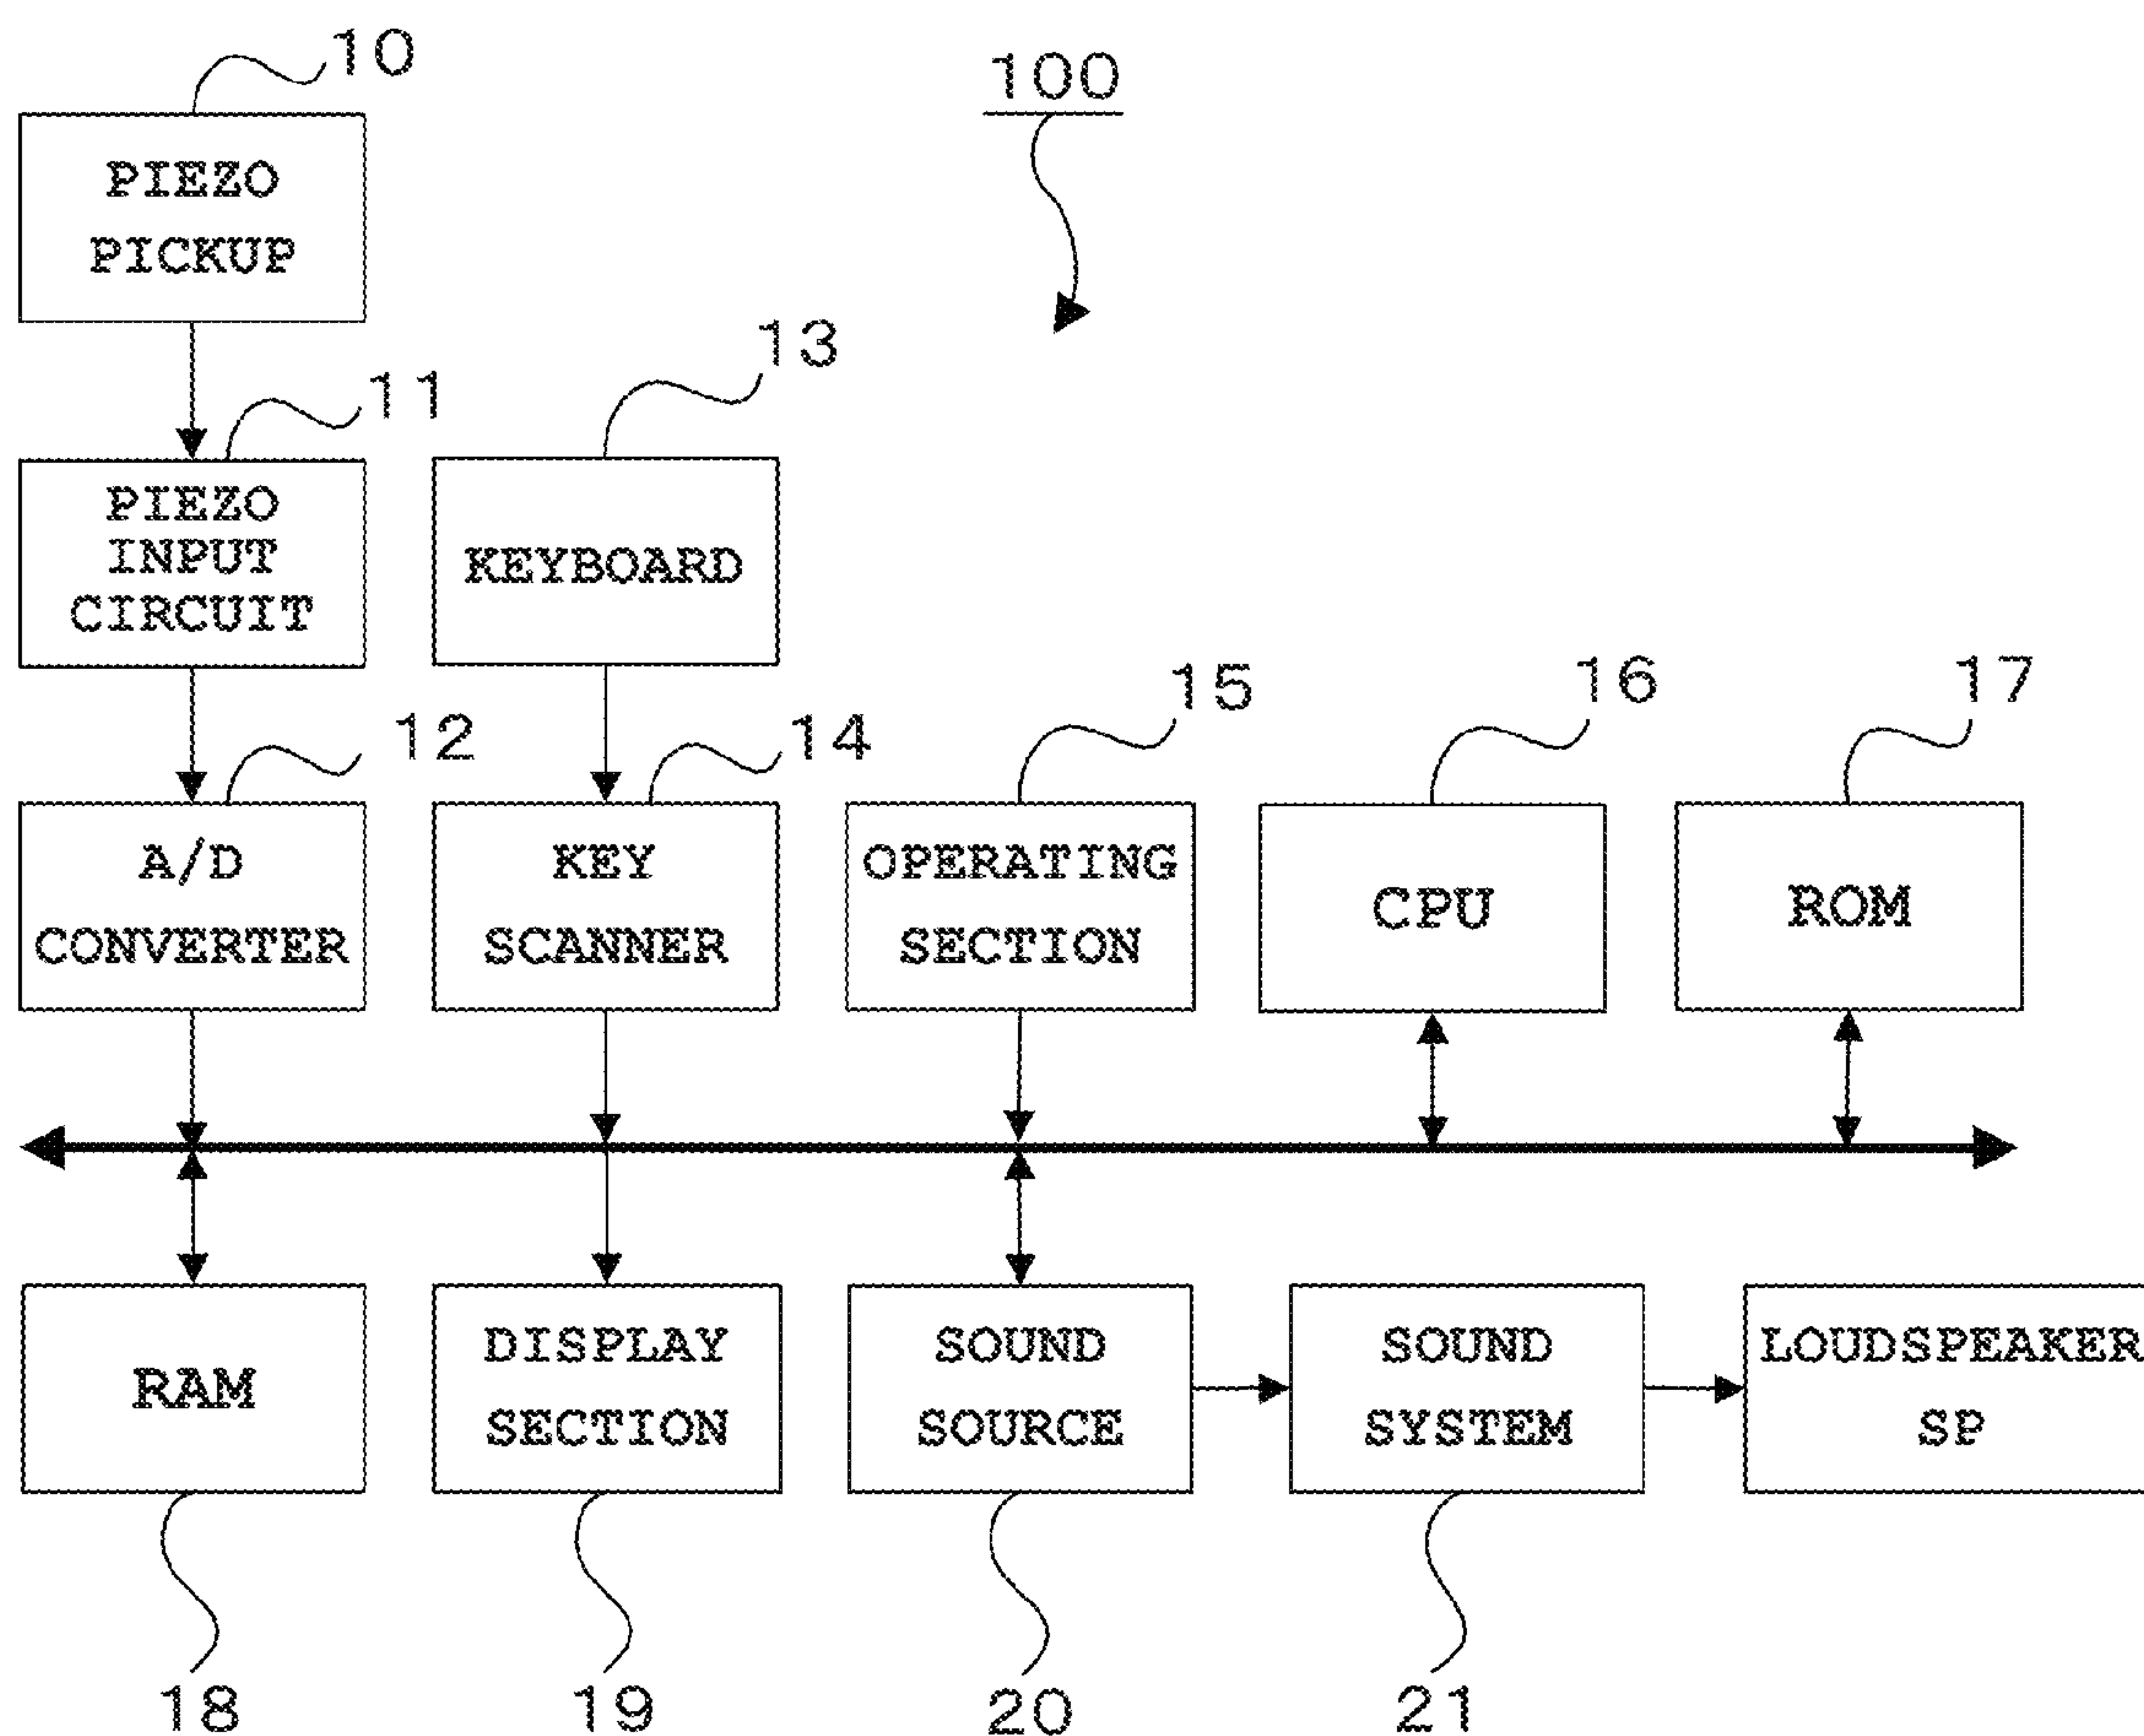 10
100
PIEZO
PICKUP
13
11
PIEZO
INPUT
CIRCUIT
KEYBOARD
15
16
17
12
14
A/D
CONVERTER
KEY
SCANNER
OPERATING
SECTION
CPU
ROM
RAM
DISPLAY
SECTION
SOUND
SOURCE
SOUND
SYSTEM
LOUDSPEAKER
SP
18
19
20
21